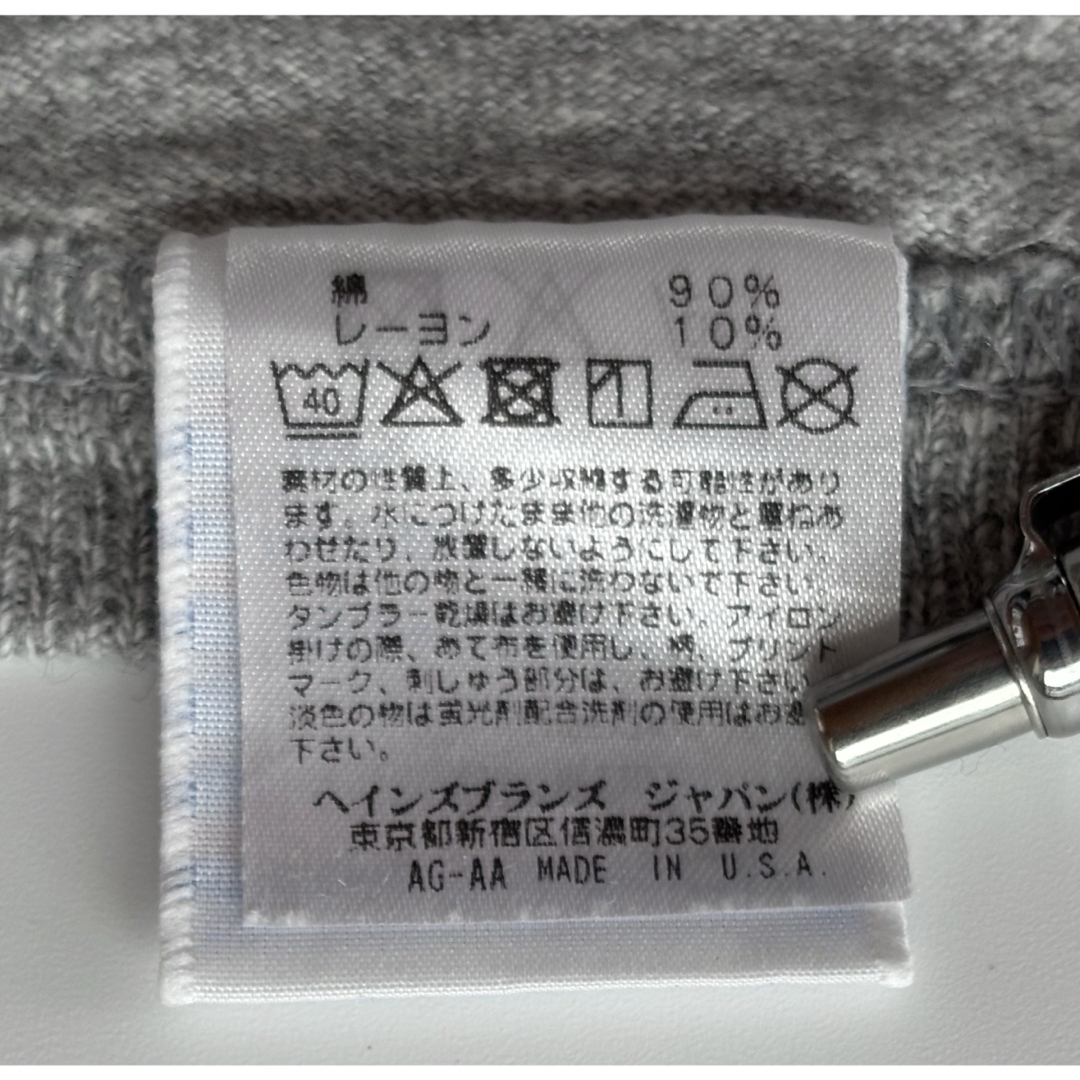 綿 90%
レーヨン 10%
40
素材の性質上、多少収縮する可能性があり
ます。水につけたまま他の洗濯物と重ねあ
わせたり、放置しないようにして下さい。
色物は他の物と一緒に洗わないで下さい。
タンブラー乾燥はお避け下さい。アイロン
掛けの際、あて布を使用し、柄、プリント
マーク、刺しゅう部分は、お避け下さい
淡色の物は蛍光剤配合洗剤の使用はお避
下さい。
ヘインズブランズ ジャパン(株)
東京都新宿区信濃町35番地
AG-AA MADE IN U.S.A.